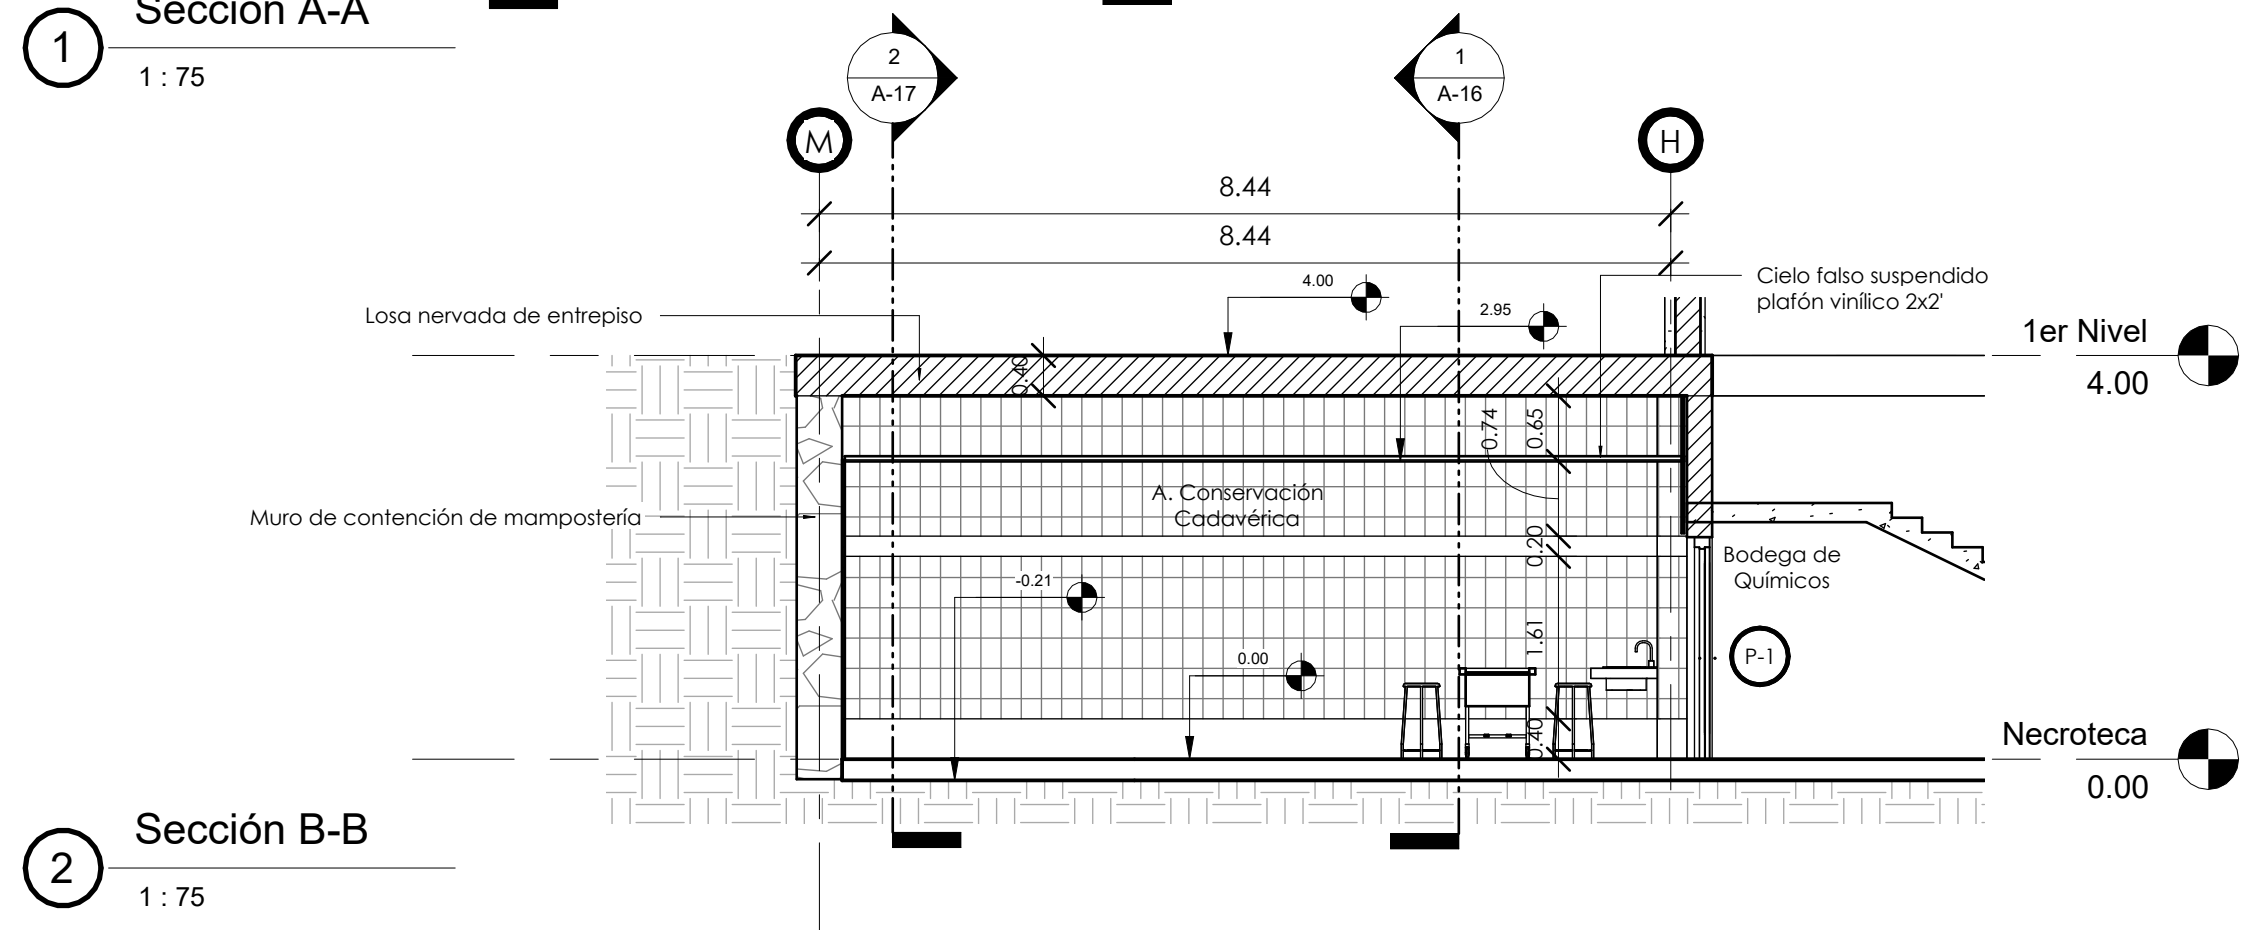 Sección A-A
1
1 : 75
2
A-17
1
A-16
M
H
8.44
8.44
4.00
2.95
Cielo falso suspendido
plafón vinílico 2x2'
Losa nervada de entrepiso
1er Nivel
4.00
0.40
0.74
0.65
A. Conservación
Cadavérica
Muro de contención de mampostería
0.20
Bodega de
Químicos
-0.21
1.61
0.00
P-1
0.40
Necroteca
0.00
Sección B-B
2
1 : 75